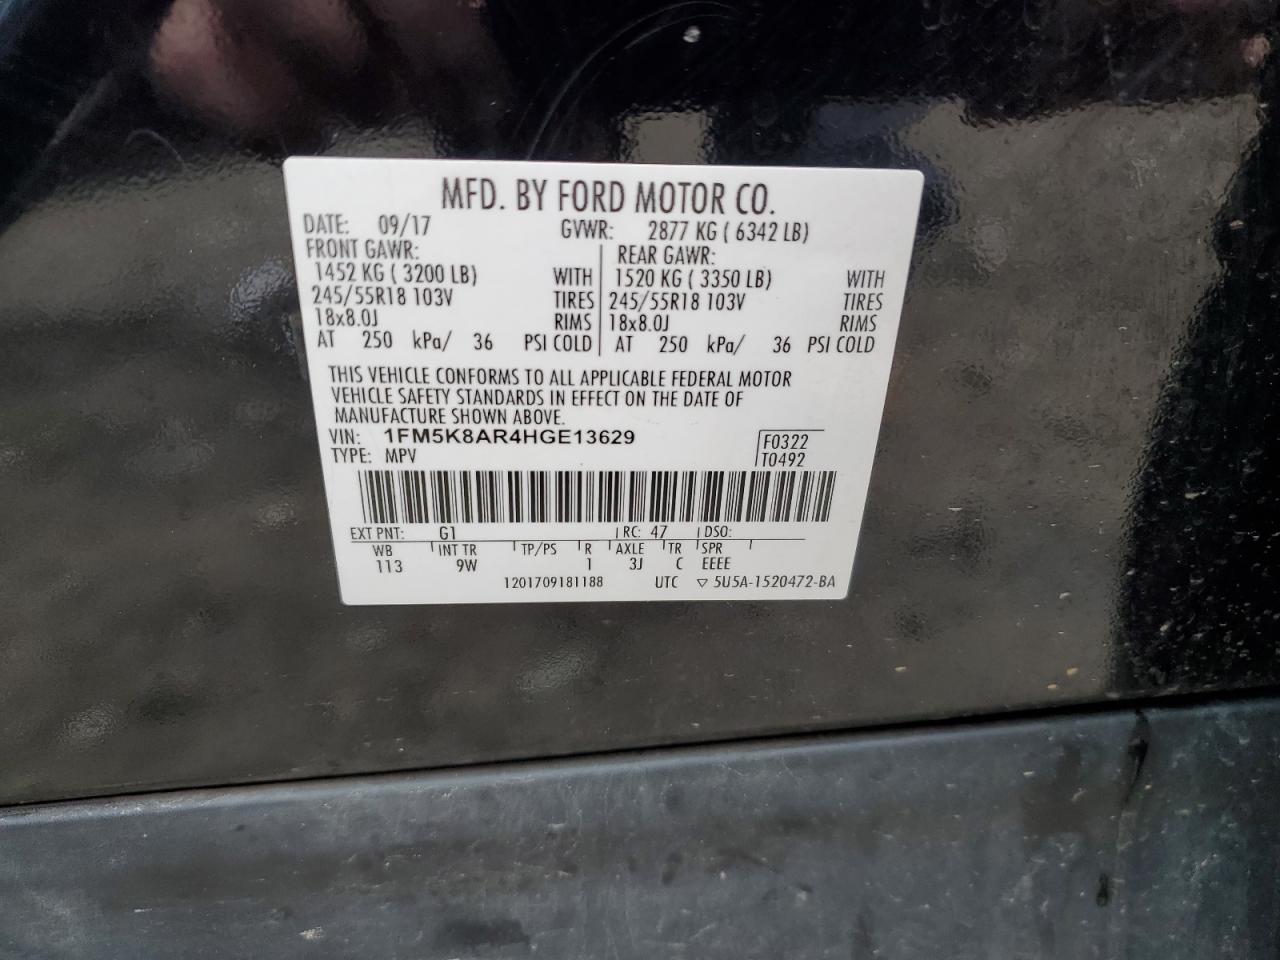 MFD. BY FORD MOTOR CO.
DATE: 09/17 GVWR: 2877 KG ( 6342 LB)
FRONT GAWR: REAR GAWR:
1452 KG ( 3200 LB) WITH 1520 KG ( 3350 LB) WITH
245/55R18 103V TIRES 245/55R18 103V TIRES
18x8.0J RIMS 18x8.0J RIMS
AT 250 kPa/ 36 PSI COLD AT 250 kPa/ 36 PSI COLD
THIS VEHICLE CONFORMS TO ALL APPLICABLE FEDERAL MOTOR
VEHICLE SAFETY STANDARDS IN EFFECT ON THE DATE OF
MANUFACTURE SHOWN ABOVE.
VIN: 1FM5K8AR4HGE13629 F0322
TYPE: MPV T0492
EXT PNT: G1 RC: 47 DSO:
WB INT TR TP/PS R AXLE TR SPR
113 9W 1 3J C EEEE
1201709181188 UTC ▽ 5U5A-1520472-BA